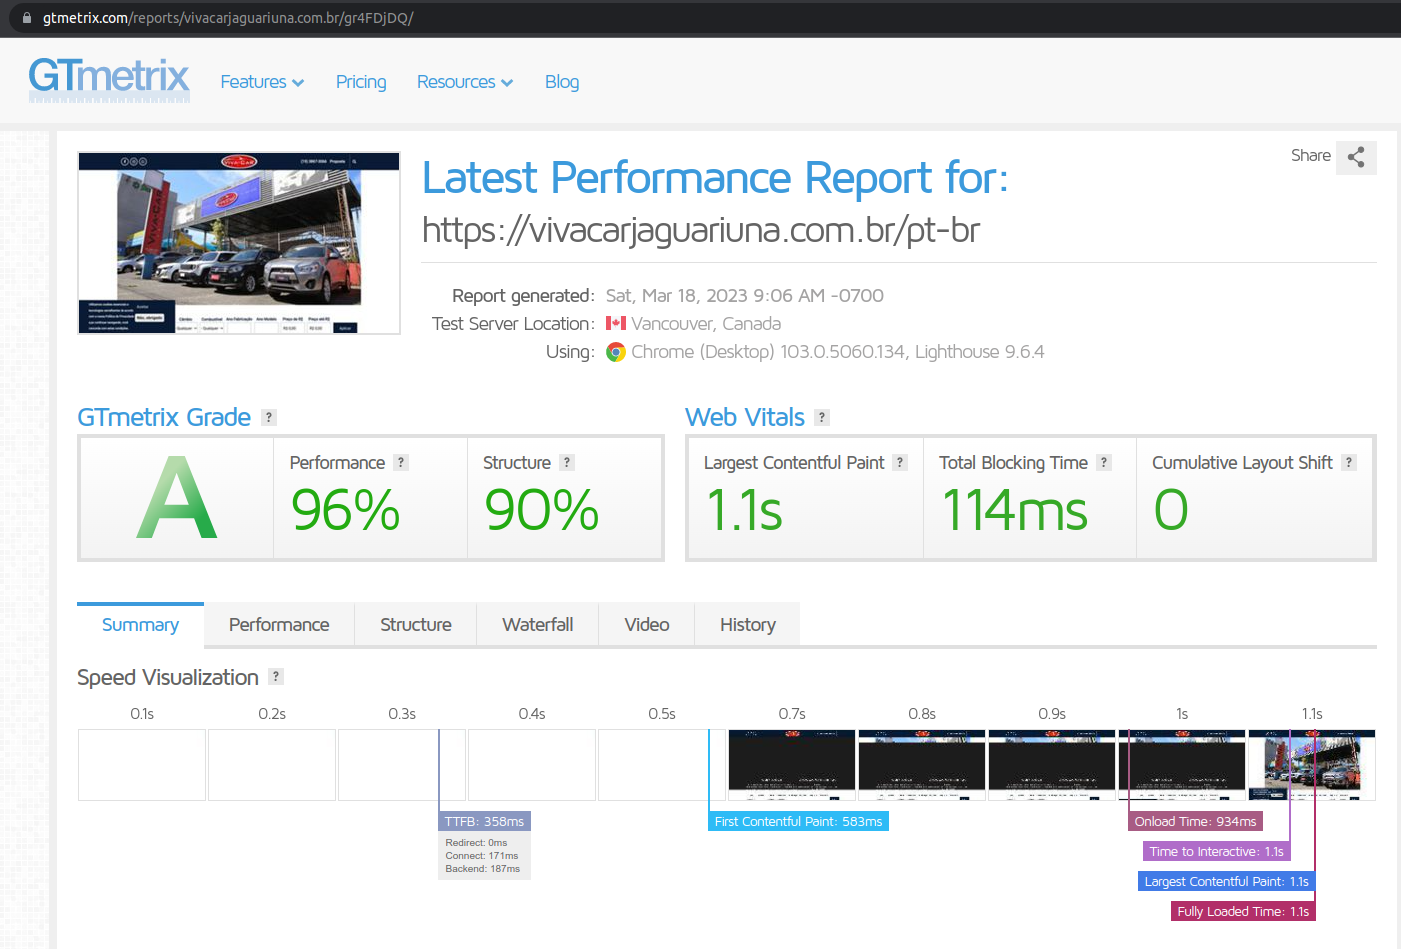 gtmetrix.com/reports/vivacarjaguariuna.com.br/gr4FDjDQ/
GTmetrix
Features
Pricing
Resources
Blog
Share
VIVA CAR
Latest Performance Report for:
https://vivacarjaguariuna.com.br/pt-br
Report generated: Sat, Mar 18, 2023 9:06 AM -0700
Test Server Location: Vancouver, Canada
Using: Chrome (Desktop) 103.0.5060.134, Lighthouse 9.6.4
GTmetrix Grade ?
A
Performance ?
96%
Structure ?
90%
Web Vitals ?
Largest Contentful Paint ?
1.1s
Total Blocking Time ?
114ms
Cumulative Layout Shift ?
0
Summary
Performance
Structure
Waterfall
Video
History
Speed Visualization ?
0.1s
0.2s
0.3s
0.4s
0.5s
0.7s
0.8s
0.9s
1s
1.1s
TTFB: 358ms
Redirect: 0ms
Connect: 171ms
Backend: 187ms
First Contentful Paint: 583ms
Onload Time: 934ms
Time to Interactive: 1.1s
Largest Contentful Paint: 1.1s
Fully Loaded Time: 1.1s